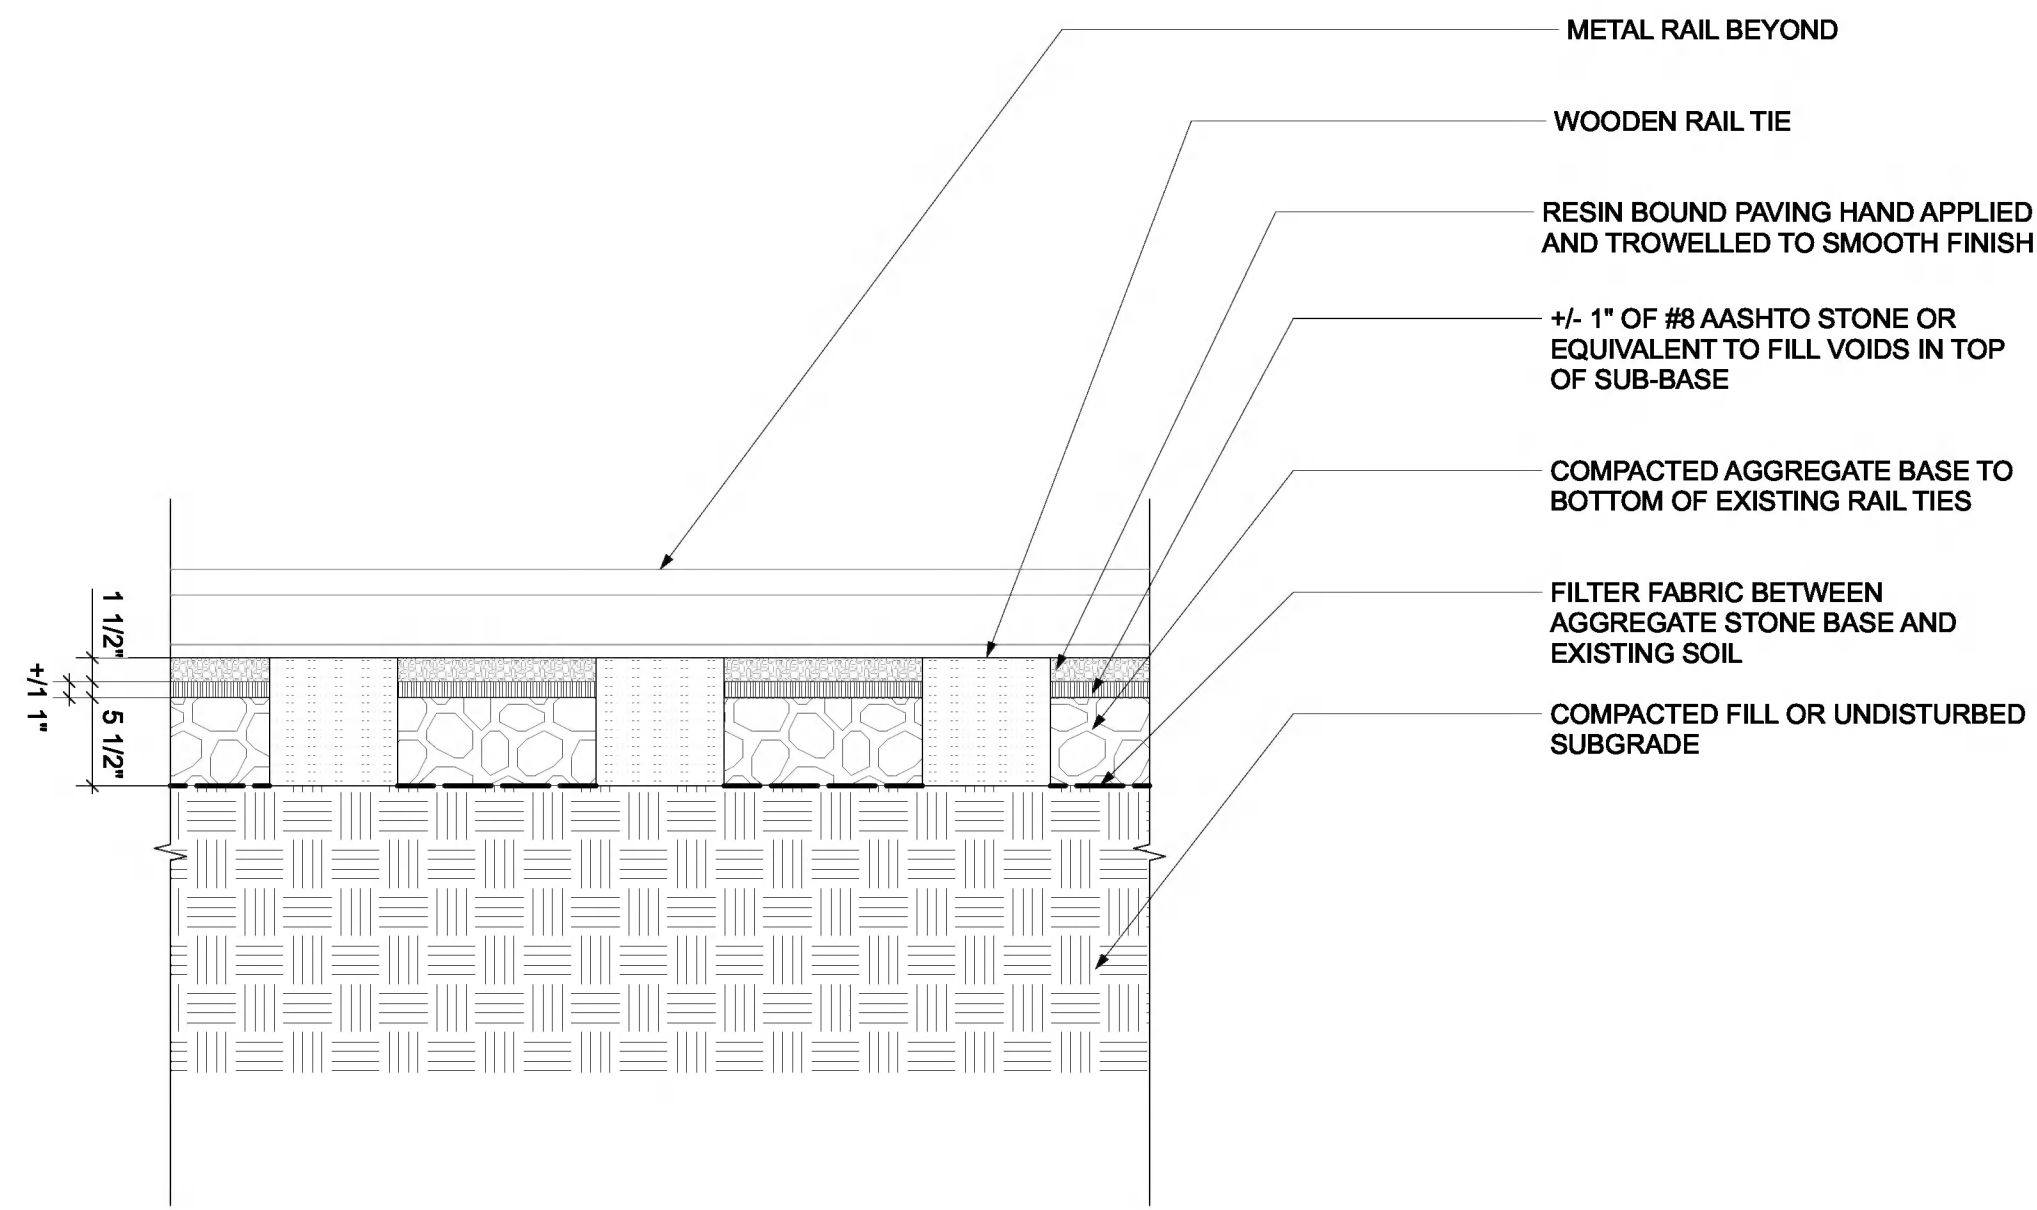 METAL RAIL BEYOND
WOODEN RAIL TIE
RESIN BOUND PAVING HAND APPLIED
AND TROWELLED TO SMOOTH FINISH
+/- 1" OF #8 AASHTO STONE OR
EQUIVALENT TO FILL VOIDS IN TOP
OF SUB-BASE
COMPACTED AGGREGATE BASE TO
BOTTOM OF EXISTING RAIL TIES
FILTER FABRIC BETWEEN
AGGREGATE STONE BASE AND
EXISTING SOIL
COMPACTED FILL OR UNDISTURBED
SUBGRADE
1 1/2"
+/1 1"
5 1/2"